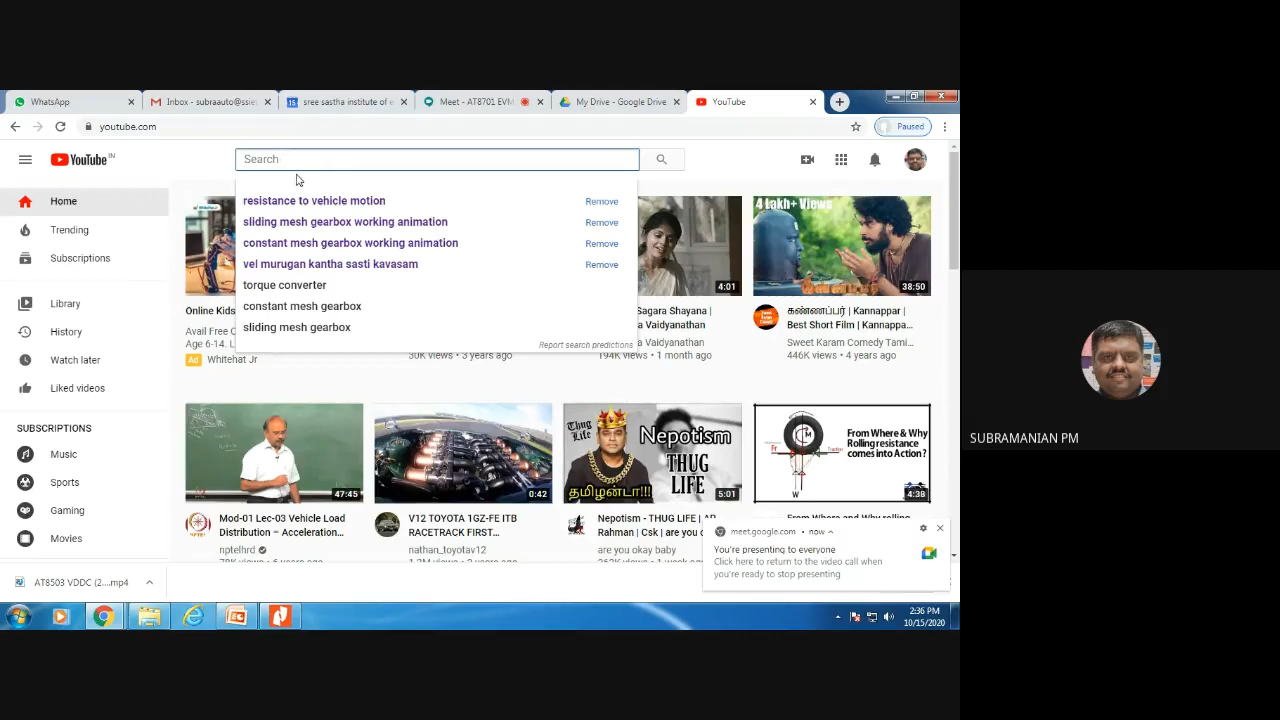 WhatsApp
Inbox - subraauto@ssie
sree sastha institute of e
Meet - AT8701 EVM
My Drive - Google Drive
YouTube
youtube.com
Paused
YouTube IN
Search
Home
Trending
Subscriptions
Library
History
Watch later
Liked videos
SUBSCRIPTIONS
Music
Sports
Gaming
Movies
resistance to vehicle motion Remove
sliding mesh gearbox working animation Remove
constant mesh gearbox working animation Remove
vel murugan kantha sasti kavasam Remove
torque converter
constant mesh gearbox
sliding mesh gearbox
Report search predictions
4 Lakh+ Views
4:01
38:50
Online Kids
Avail Free C
Age 6-14. L
Ad Whitehat Jr
30K views • 3 years ago
Sagara Shayana |
a Vaidyanathan
Vaidyanathan
194K views • 1 month ago
கண்ணப்பர் | Kannappar |
Best Short Film | Kannappa...
Sweet Karam Comedy Tami...
446K views • 4 years ago
47:45
0:42
Thug Life
Nepotism
THUG
LIFE
தமிழன்டா!!!
5:01
From Where & Why
Rolling resistance
comes into Action?
Fr
CM
Traction
W
4:38
Mod-01 Lec-03 Vehicle Load
Distribution – Acceleration...
nptelhrd
V12 TOYOTA 1GZ-FE ITB
RACETRACK FIRST...
nathan_toyotav12
Nepotism - THUG LIFE | AR
Rahman | Csk | are you o
are you okay baby
meet.google.com • now
You're presenting to everyone
Click here to return to the video call when
you're ready to stop presenting
AT8503 VDDC (2....mp4
2:36 PM
10/15/2020
SUBRAMANIAN PM